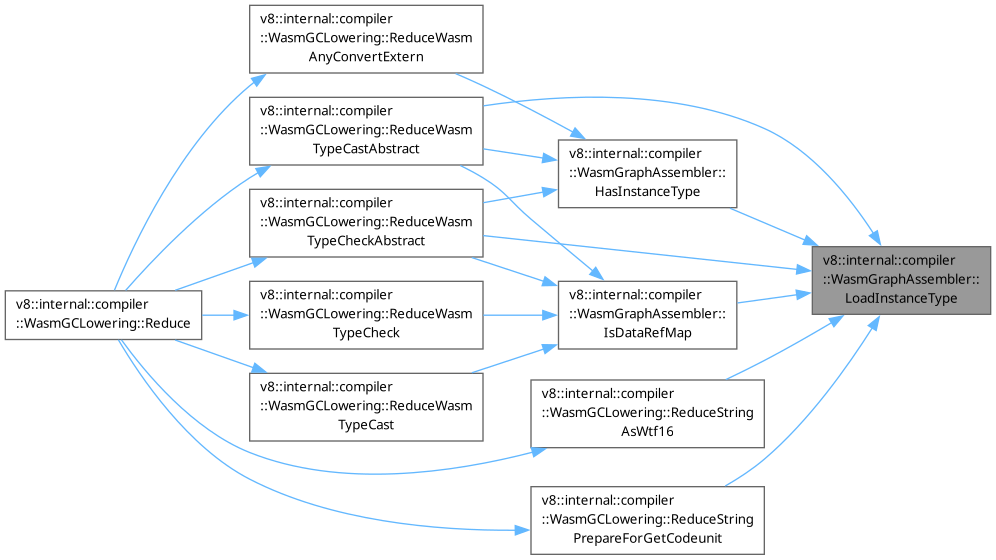 v8::internal::compiler
::WasmGCLowering::ReduceWasm
AnyConvertExtern
v8::internal::compiler
::WasmGCLowering::ReduceWasm
TypeCastAbstract
v8::internal::compiler
::WasmGraphAssembler::
HasInstanceType
v8::internal::compiler
::WasmGCLowering::ReduceWasm
TypeCheckAbstract
v8::internal::compiler
::WasmGraphAssembler::
LoadInstanceType
v8::internal::compiler
::WasmGCLowering::Reduce
v8::internal::compiler
::WasmGCLowering::ReduceWasm
TypeCheck
v8::internal::compiler
::WasmGraphAssembler::
IsDataRefMap
v8::internal::compiler
::WasmGCLowering::ReduceWasm
TypeCast
v8::internal::compiler
::WasmGCLowering::ReduceString
AsWtf16
v8::internal::compiler
::WasmGCLowering::ReduceString
PrepareForGetCodeunit